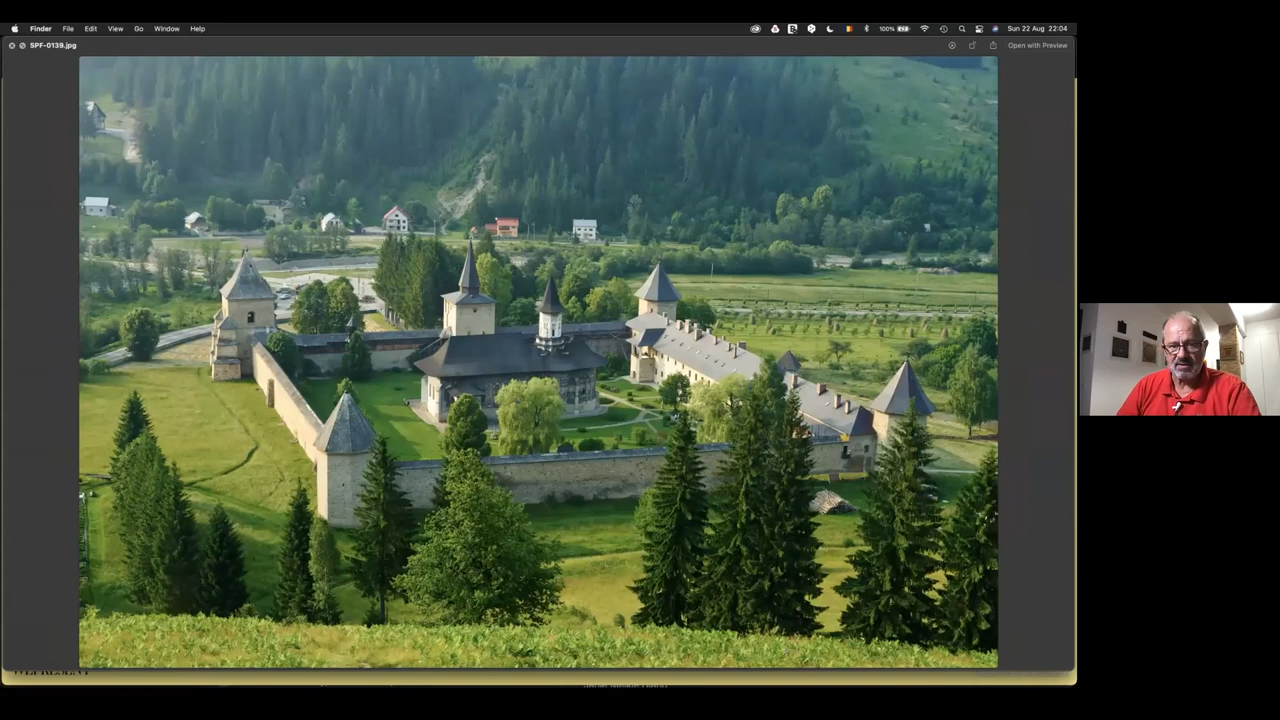 Finder File Edit View Go Window Help 100% Sun 22 Aug 22:04
SPF-0139.jpg Open with Preview